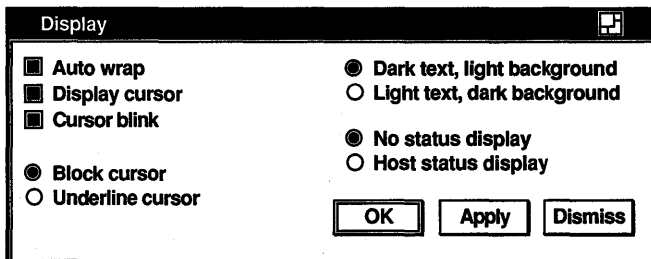 Display
Auto wrap
Display cursor
Cursor blink
Block cursor
Underline cursor
Dark text, light background
Light text, dark background
No status display
Host status display
OK
Apply
Dismiss